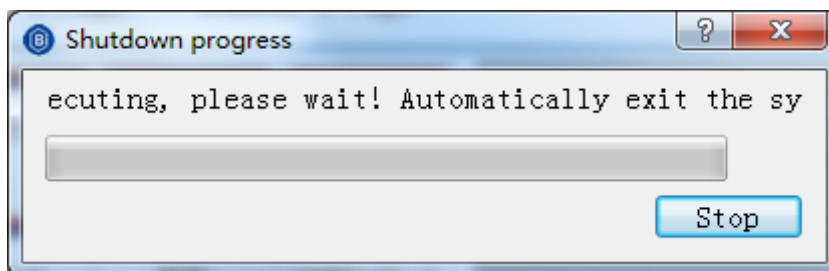 Shutdown progress
ecuting, please wait! Automatically exit the sy
Stop